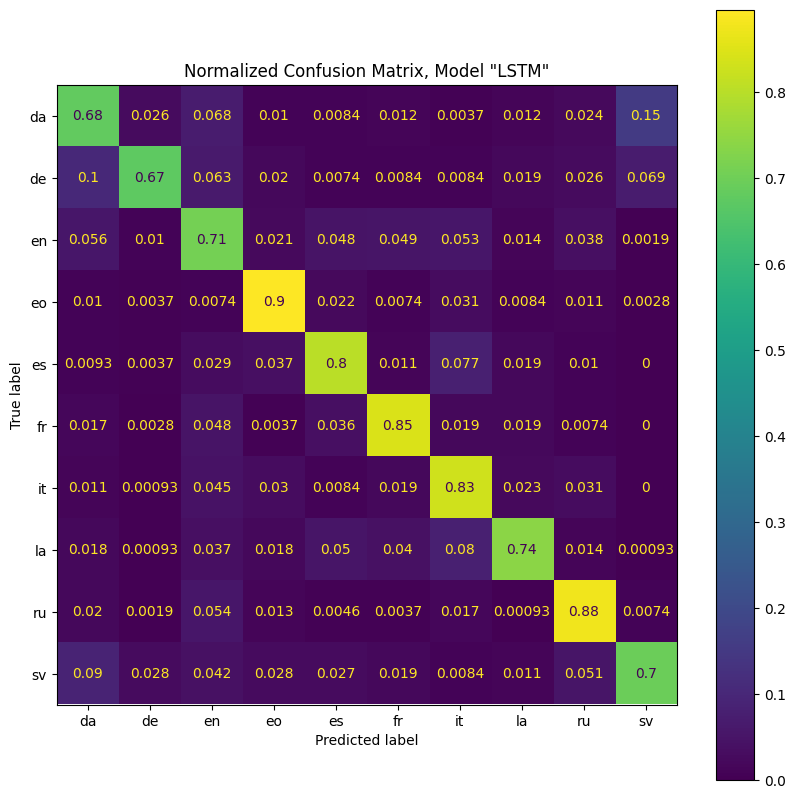 Normalized Confusion Matrix, Model "LSTM"
da 0.68 0.026 0.068 0.01 0.0084 0.012 0.0037 0.012 0.024 0.15
de 0.1 0.67 0.063 0.02 0.0074 0.0084 0.0084 0.019 0.026 0.069
en 0.056 0.01 0.71 0.021 0.048 0.049 0.053 0.014 0.038 0.0019
eo 0.01 0.0037 0.0074 0.9 0.022 0.0074 0.031 0.0084 0.011 0.0028
es 0.0093 0.0037 0.029 0.037 0.8 0.011 0.077 0.019 0.01 0
fr 0.017 0.0028 0.048 0.0037 0.036 0.85 0.019 0.019 0.0074 0
it 0.011 0.00093 0.045 0.03 0.0084 0.019 0.83 0.023 0.031 0
la 0.018 0.00093 0.037 0.018 0.05 0.04 0.08 0.74 0.014 0.00093
ru 0.02 0.0019 0.054 0.013 0.0046 0.0037 0.017 0.00093 0.88 0.0074
sv 0.09 0.028 0.042 0.028 0.027 0.019 0.0084 0.011 0.051 0.7
da de en eo es fr it la ru sv
Predicted label
True label
0.8
0.7
0.6
0.5
0.4
0.3
0.2
0.1
0.0